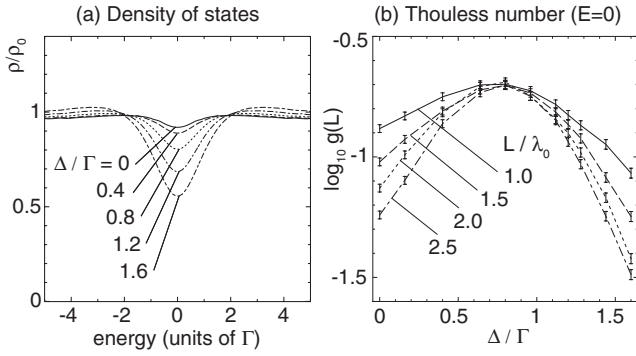 (a) Density of states
ρ/ρ0
1
0.5
0
Δ / Γ = 0
0.4
0.8
1.2
1.6
-4 -2 0 2 4
energy (units of Γ)
(b) Thouless number (E=0)
log10 g(L)
-0.5
-1
-1.5
L / λ0
1.0
1.5
2.0
2.5
0 0.5 1 1.5
Δ / Γ